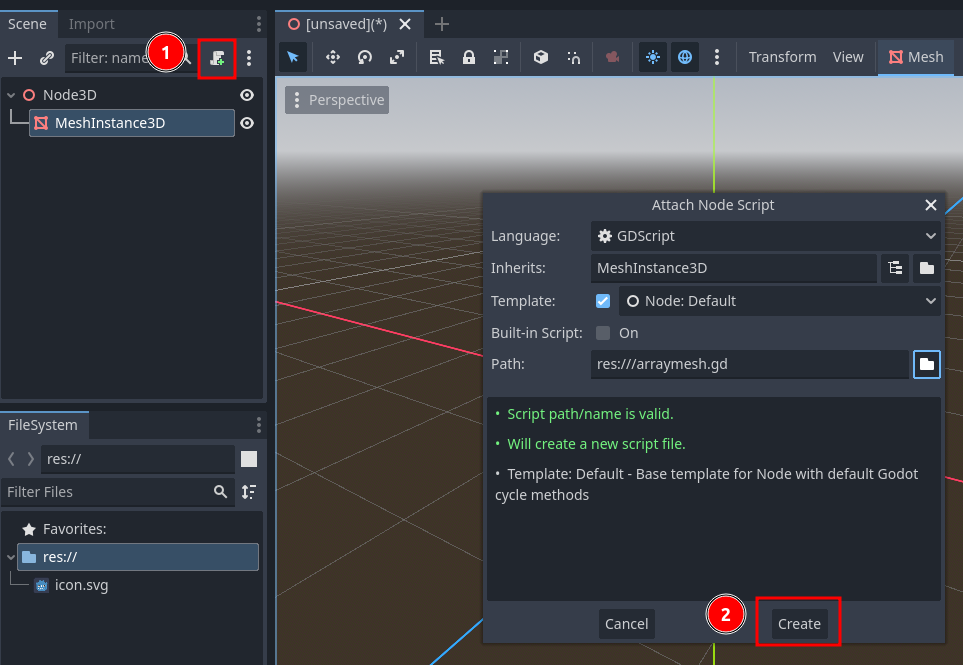 Scene
Import
Filter: name
1
Node3D
MeshInstance3D
FileSystem
res://
Filter Files
Favorites:
res://
icon.svg
[unsaved](*)
Transform
View
Mesh
Perspective
Attach Node Script
Language:
GDScript
Inherits:
MeshInstance3D
Template:
Node: Default
Built-in Script:
On
Path:
res:///arraymesh.gd
• Script path/name is valid.
• Will create a new script file.
• Template: Default - Base template for Node with default Godot
cycle methods
Cancel
2
Create